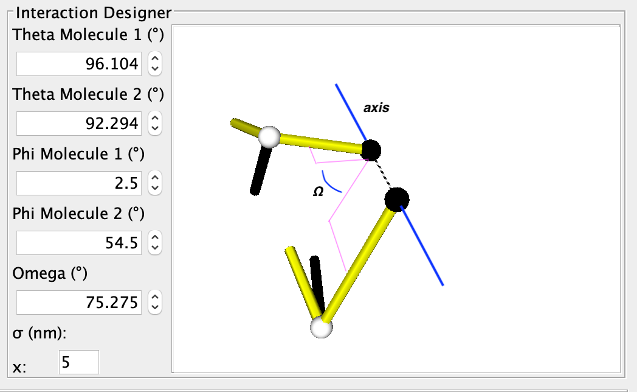 Interaction Designer
Theta Molecule 1 (°)
96.104
Theta Molecule 2 (°)
92.294
Phi Molecule 1 (°)
2.5
Phi Molecule 2 (°)
54.5
Omega (°)
75.275
σ (nm):
x: 5
axis
Ω